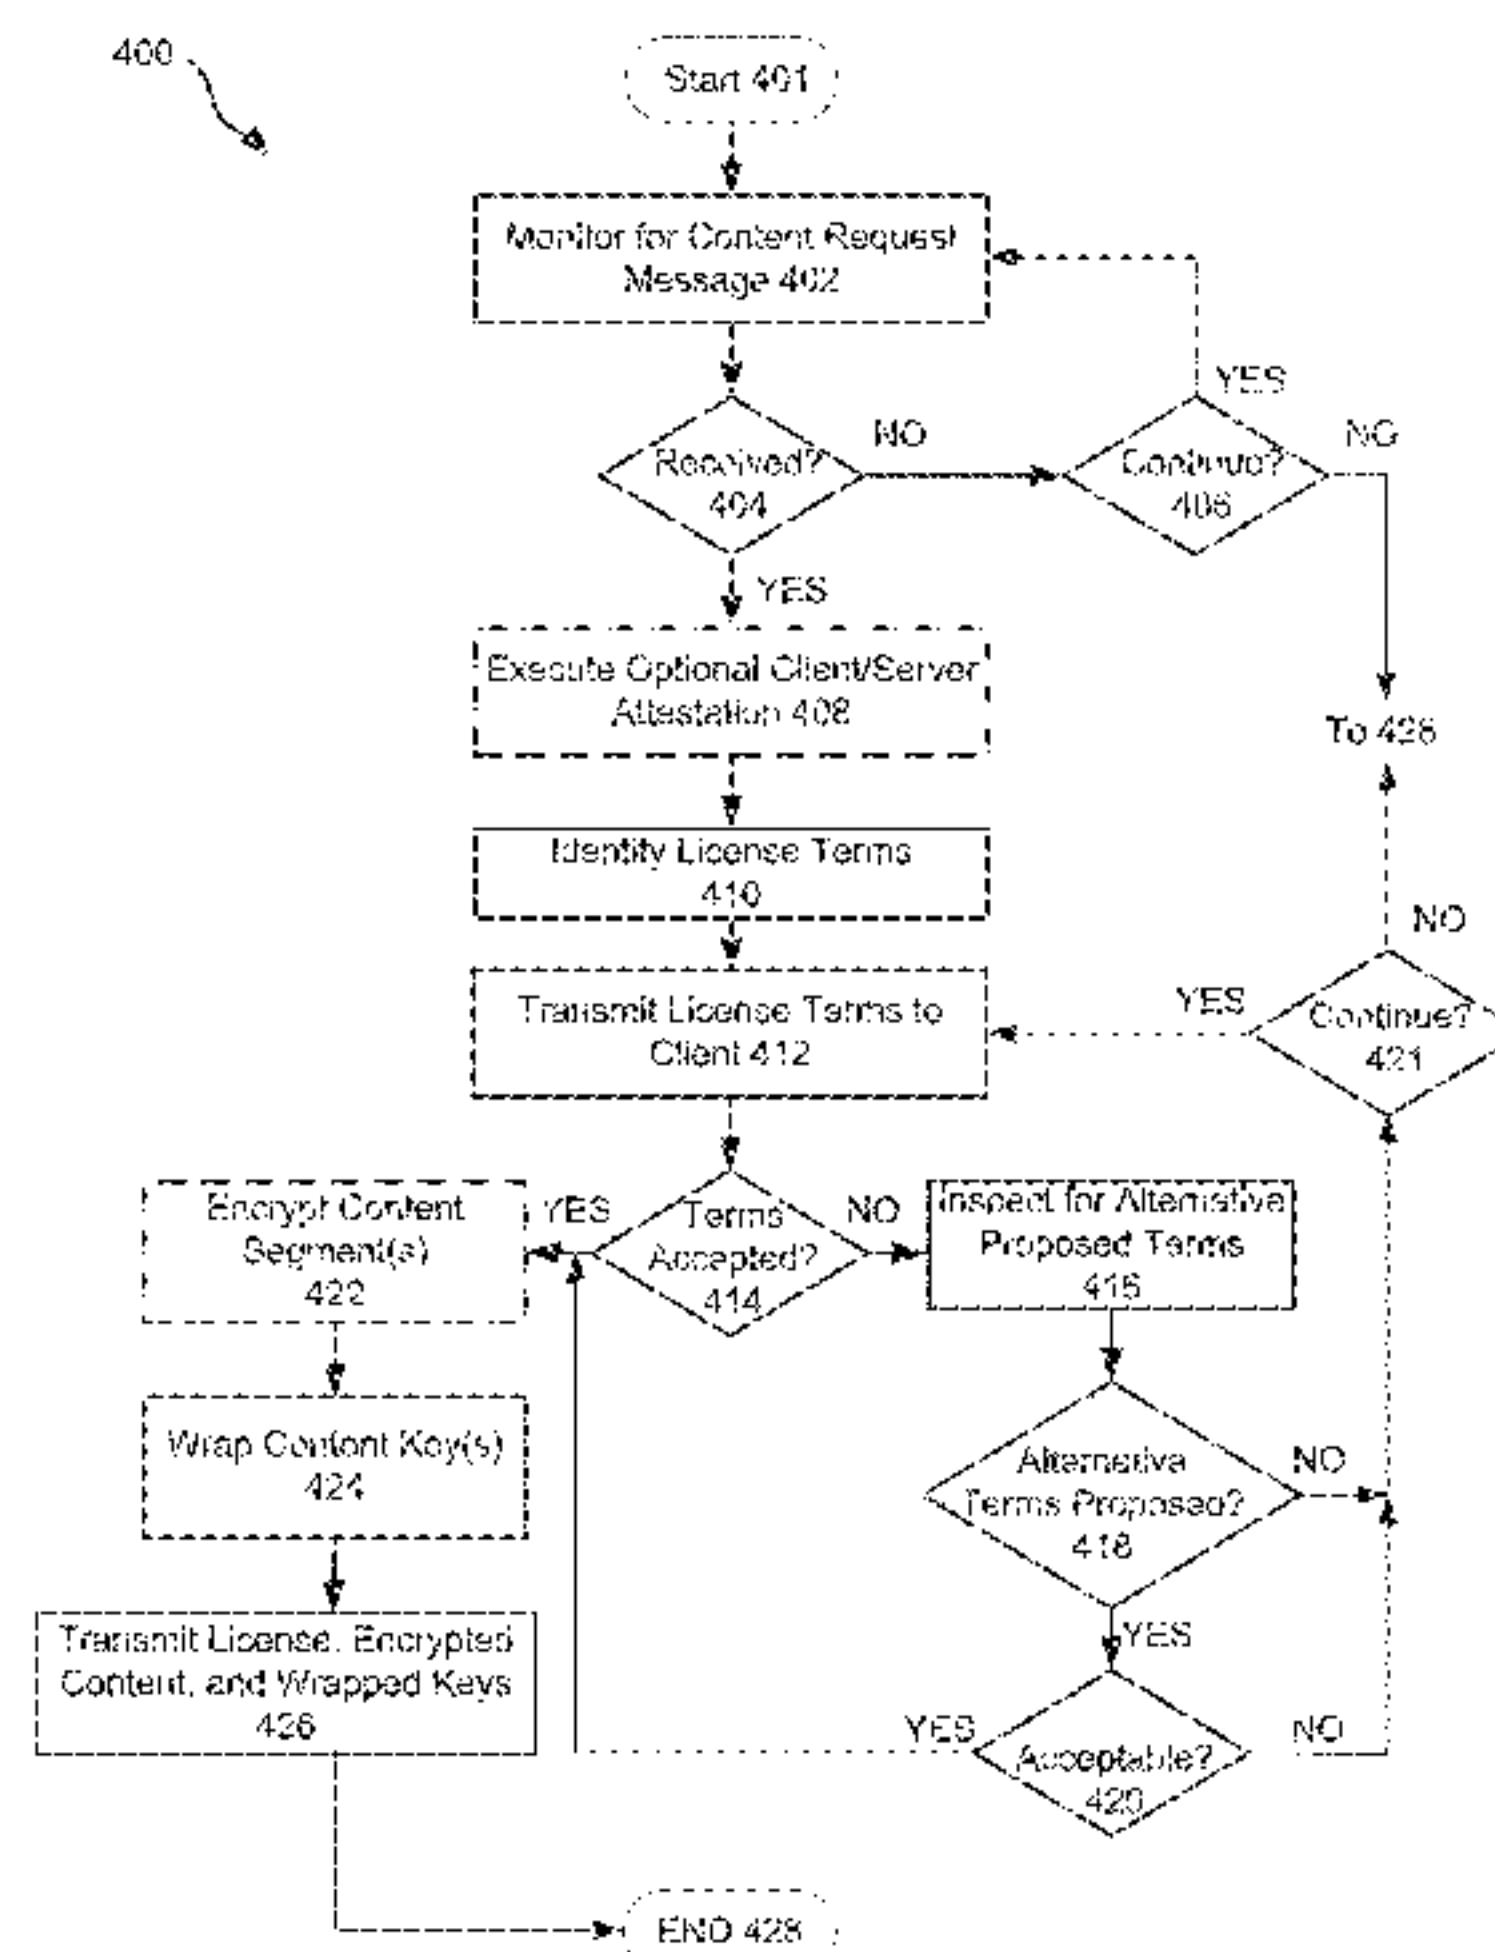 400
Start 401
Monitor for Content Request
Message 402
Received?
404
NO
Continue?
406
YES
NO
YES
Execute Optional Client/Server
Attestation 408
To 428
Identify License Terms
410
NO
Transmit License Terms to
Client 412
YES
Continue?
421
Encrypt Content
Segment(s)
422
YES
Terms
Accepted?
414
NO
Inspect for Alternative
Proposed Terms
416
Wrap Content Key(s)
424
Alternative
Terms Proposed?
418
NO
YES
Transmit License, Encrypted
Content, and Wrapped Keys
426
YES
Acceptable?
420
NO
END 428